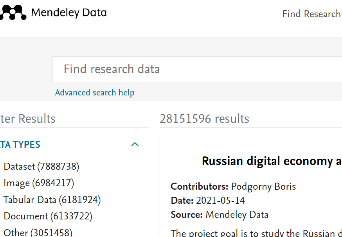 Mendeley Data
Find Research
Find research data
Advanced search help
ter Results
28151596 results
TA TYPES
Dataset (7888738)
Image (6984217)
Tabular Data (6181924)
Document (6133722)
Other (3051458)
Russian digital economy a
Contributors: Podgorny Boris
Date: 2021-05-14
Source: Mendeley Data
The project goal is to study the Russian d